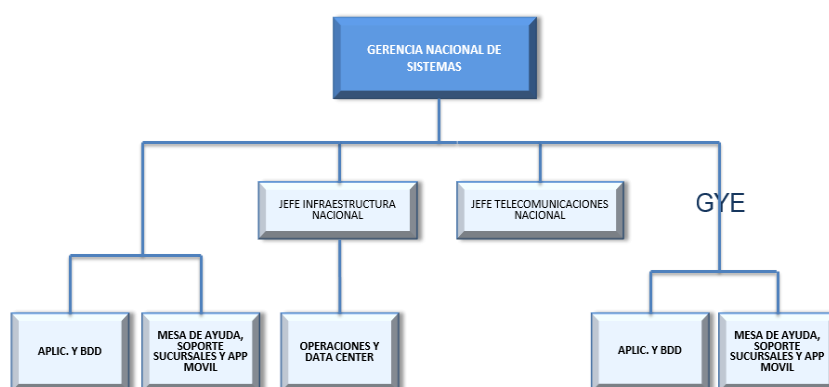 GERENCIA NACIONAL DE
SISTEMAS
JEFE INFRAESTRUCTURA
NACIONAL
JEFE TELECOMUNICACIONES
NACIONAL
GYE
APLIC. Y BDD
MESA DE AYUDA,
SOPORTE
SUCURSALES Y APP
MOVIL
OPERACIONES Y
DATA CENTER
APLIC. Y BDD
MESA DE AYUDA,
SOPORTE
SUCURSALES Y APP
MOVIL